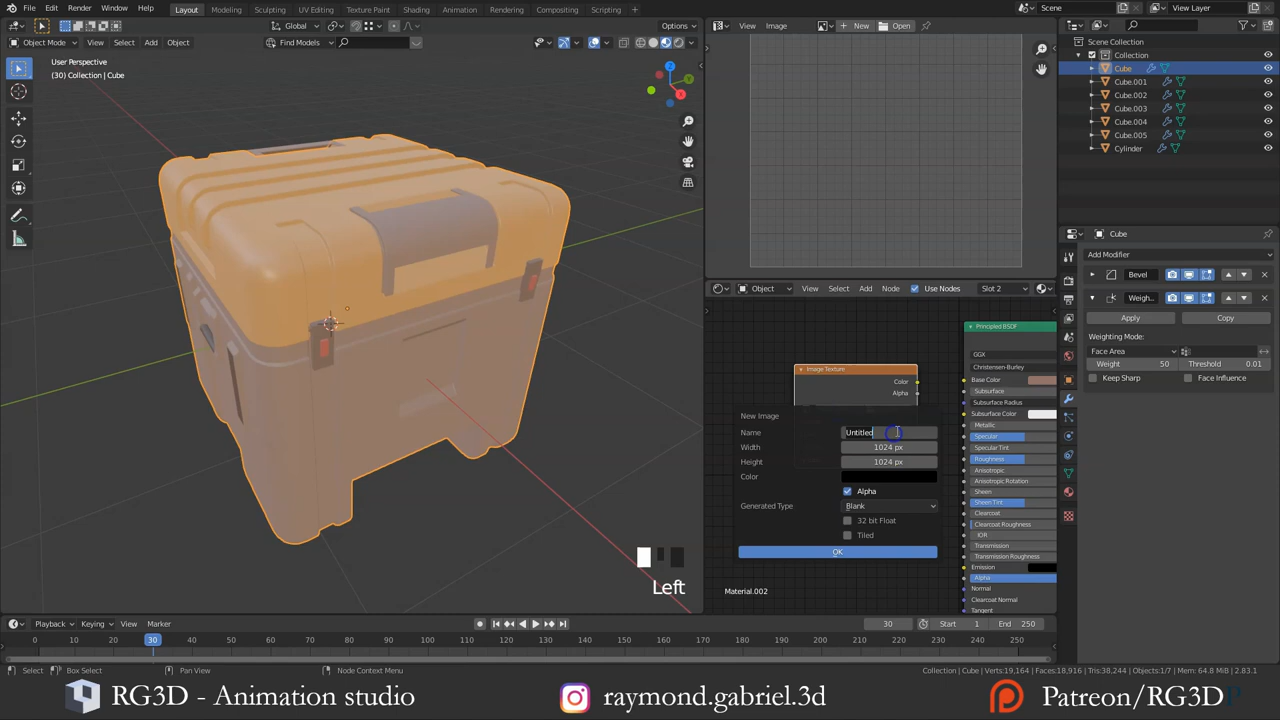 File Edit Render Window Help Layout Modeling Sculpting UV Editing Texture Paint Shading Animation Rendering Compositing Scripting + Scene View Layer
Global Options View Image + New Open
Object Mode View Select Add Object Find Models
User Perspective
(30) Collection | Cube
Scene Collection
Collection
Cube
Cube.001
Cube.002
Cube.003
Cube.004
Cube.005
Cylinder
Z
Y
X
Cube
Add Modifier
Bevel
Weigh..
Apply Copy
Weighting Mode:
Face Area
Weight 50 Threshold 0.01
Keep Sharp Face Influence
Object View Select Add Node Use Nodes Slot 2
Image Texture
Color
Alpha
New Image
Name Untitled
Width 1024 px
Height 1024 px
Color
Alpha
Generated Type Blank
32 bit Float
Tiled
OK
Material.002
Principled BSDF
GGX
Christensen-Burley
Base Color
Subsurface
Subsurface Radius
Subsurface Color
Metallic
Specular
Specular Tint
Roughness
Anisotropic
Anisotropic Rotation
Sheen
Sheen Tint
Clearcoat
Clearcoat Roughness
IOR
Transmission
Transmission Roughness
Emission
Alpha
Normal
Clearcoat Normal
Tangent
Left
Playback Keying View Marker 30 Start 1 End 250
0 10 20 30 40 50 60 70 80 90 100 110 120 130 140 150 160 170 180 190 200 210 220 230 240 250
Select Box Select Pan View Node Context Menu Collection | Cube | Verts:19,164 | Faces:18,916 | Tris:38,244 | Objects:1/7 | Mem: 64.8 MiB | 2.83.1
RG3D - Animation studio raymond.gabriel.3d Patreon/RG3D P